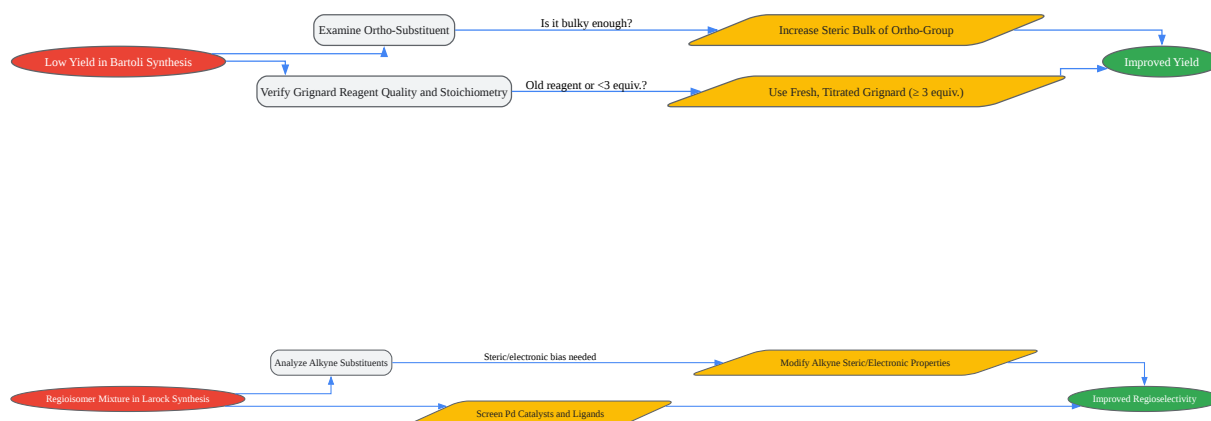 Examine Ortho-Substituent
Is it bulky enough?
Increase Steric Bulk of Ortho-Group
Low Yield in Bartoli Synthesis
Improved Yield
Verify Grignard Reagent Quality and Stoichiometry
Old reagent or <3 equiv.?
Use Fresh, Titrated Grignard (≥ 3 equiv.)
Analyze Alkyne Substituents
Steric/electronic bias needed
Modify Alkyne Steric/Electronic Properties
Regioisomer Mixture in Larock Synthesis
Improved Regioselectivity
Screen Pd Catalysts and Ligands